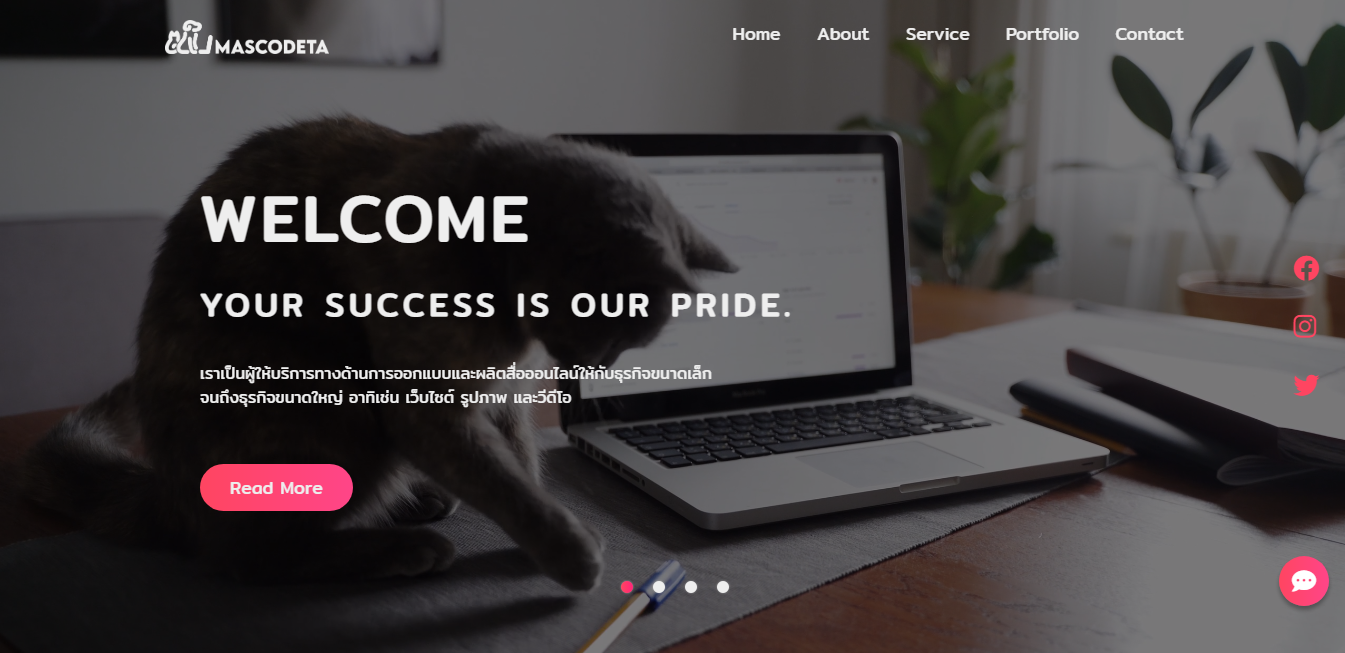 MASCODETA
Home About Service Portfolio Contact
WELCOME
YOUR SUCCESS IS OUR PRIDE.
เราเป็นผู้ให้บริการทางด้านการออกแบบและผลิตสื่อออนไลน์ให้กับธุรกิจขนาดเล็ก
จนถึงธุรกิจขนาดใหญ่ อาทิเช่น เว็บไซต์ รูปภาพ และวีดีโอ
Read More